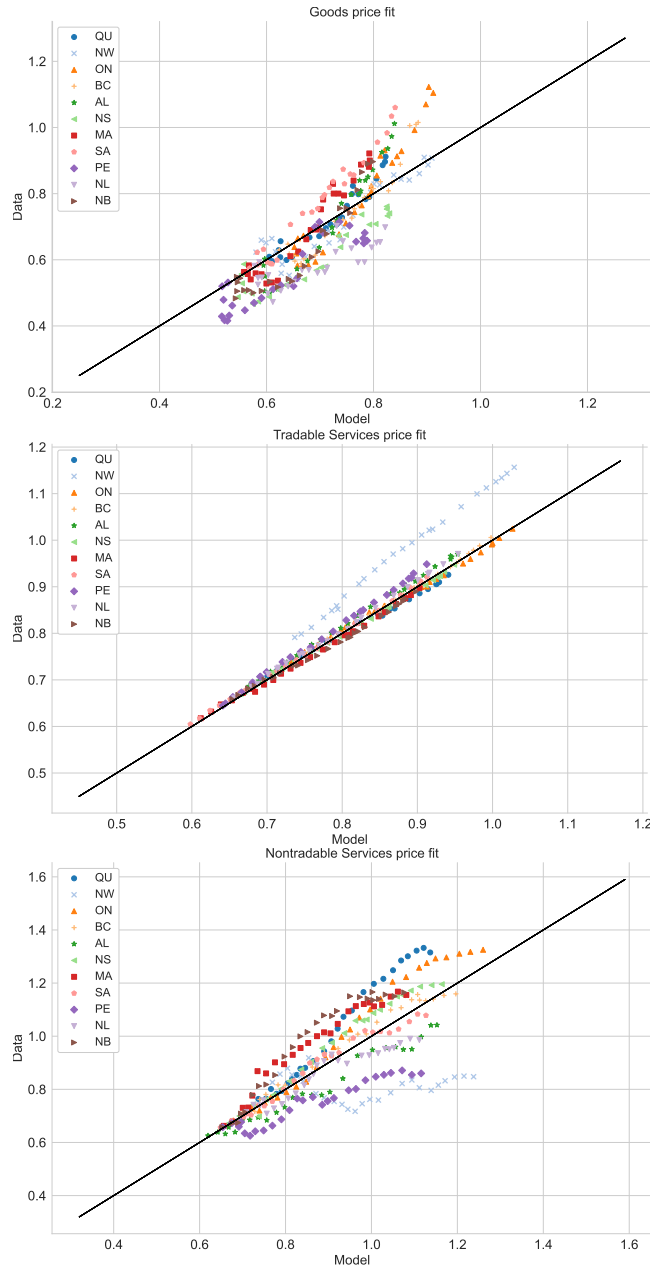 Goods price fit
QU
NW
ON
BC
AL
NS
MA
SA
PE
NL
NB
1.2
1.0
0.8
0.6
0.4
0.2
Data
0.2 0.4 0.6 0.8 1.0 1.2
Model
Tradable Services price fit
QU
NW
ON
BC
AL
NS
MA
SA
PE
NL
NB
1.2
1.1
1.0
0.9
0.8
0.7
0.6
0.5
Data
0.5 0.6 0.7 0.8 0.9 1.0 1.1 1.2
Model
Nontradable Services price fit
QU
NW
ON
BC
AL
NS
MA
SA
PE
NL
NB
1.6
1.4
1.2
1.0
0.8
0.6
0.4
Data
0.4 0.6 0.8 1.0 1.2 1.4 1.6
Model